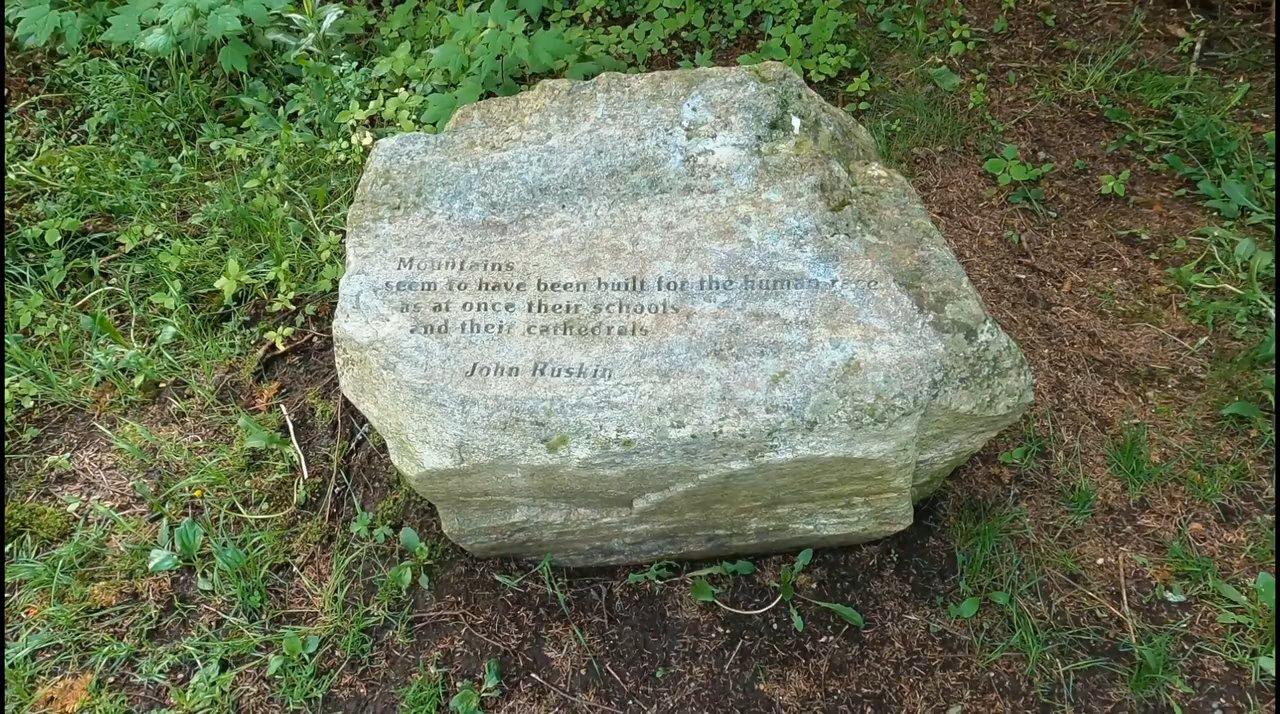 Mountains
seem to have been built for the human race
as at once their schools
and their cathedrals
John Ruskin